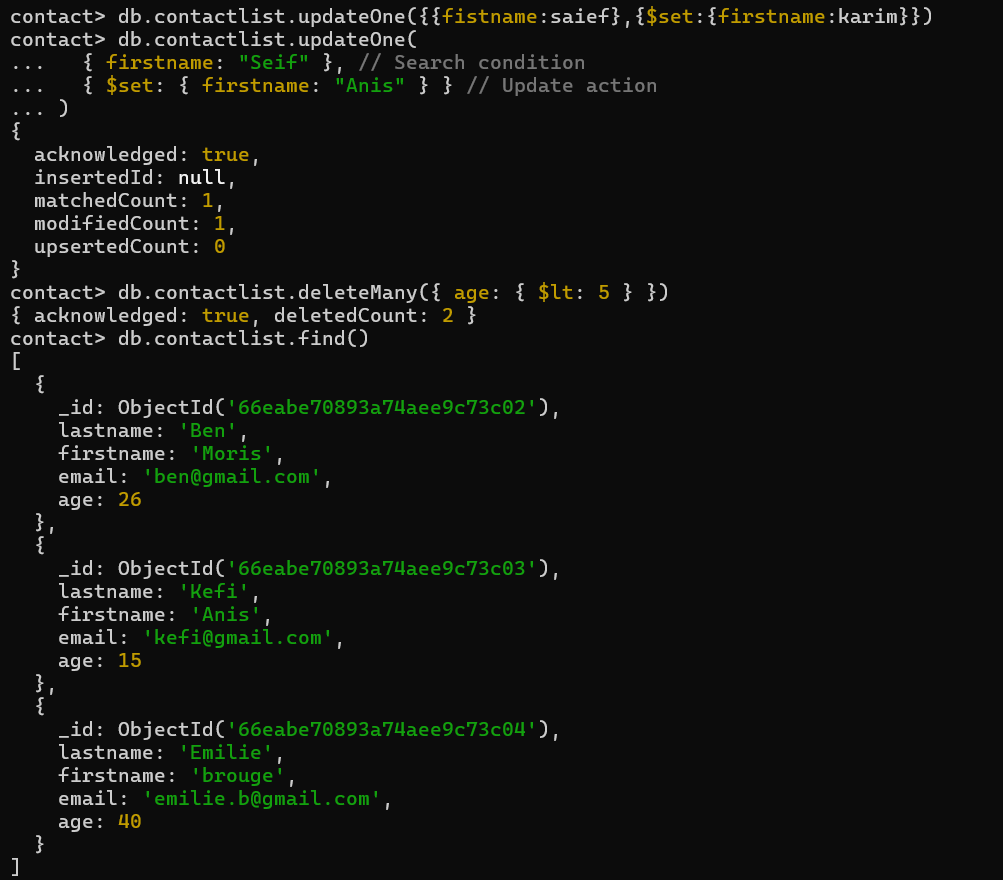 contact> db.contactlist.updateOne({{fistname:saief},{$set:{firstname:karim}})
contact> db.contactlist.updateOne(
...   { firstname: "Seif" }, // Search condition
...   { $set: { firstname: "Anis" } } // Update action
... )
{
  acknowledged: true,
  insertedId: null,
  matchedCount: 1,
  modifiedCount: 1,
  upsertedCount: 0
}
contact> db.contactlist.deleteMany({ age: { $lt: 5 } })
{ acknowledged: true, deletedCount: 2 }
contact> db.contactlist.find()
[
  {
    _id: ObjectId('66eabe70893a74aee9c73c02'),
    lastname: 'Ben',
    firstname: 'Moris',
    email: 'ben@gmail.com',
    age: 26
  },
  {
    _id: ObjectId('66eabe70893a74aee9c73c03'),
    lastname: 'Kefi',
    firstname: 'Anis',
    email: 'kefi@gmail.com',
    age: 15
  },
  {
    _id: ObjectId('66eabe70893a74aee9c73c04'),
    lastname: 'Emilie',
    firstname: 'brouge',
    email: 'emilie.b@gmail.com',
    age: 40
  }
]